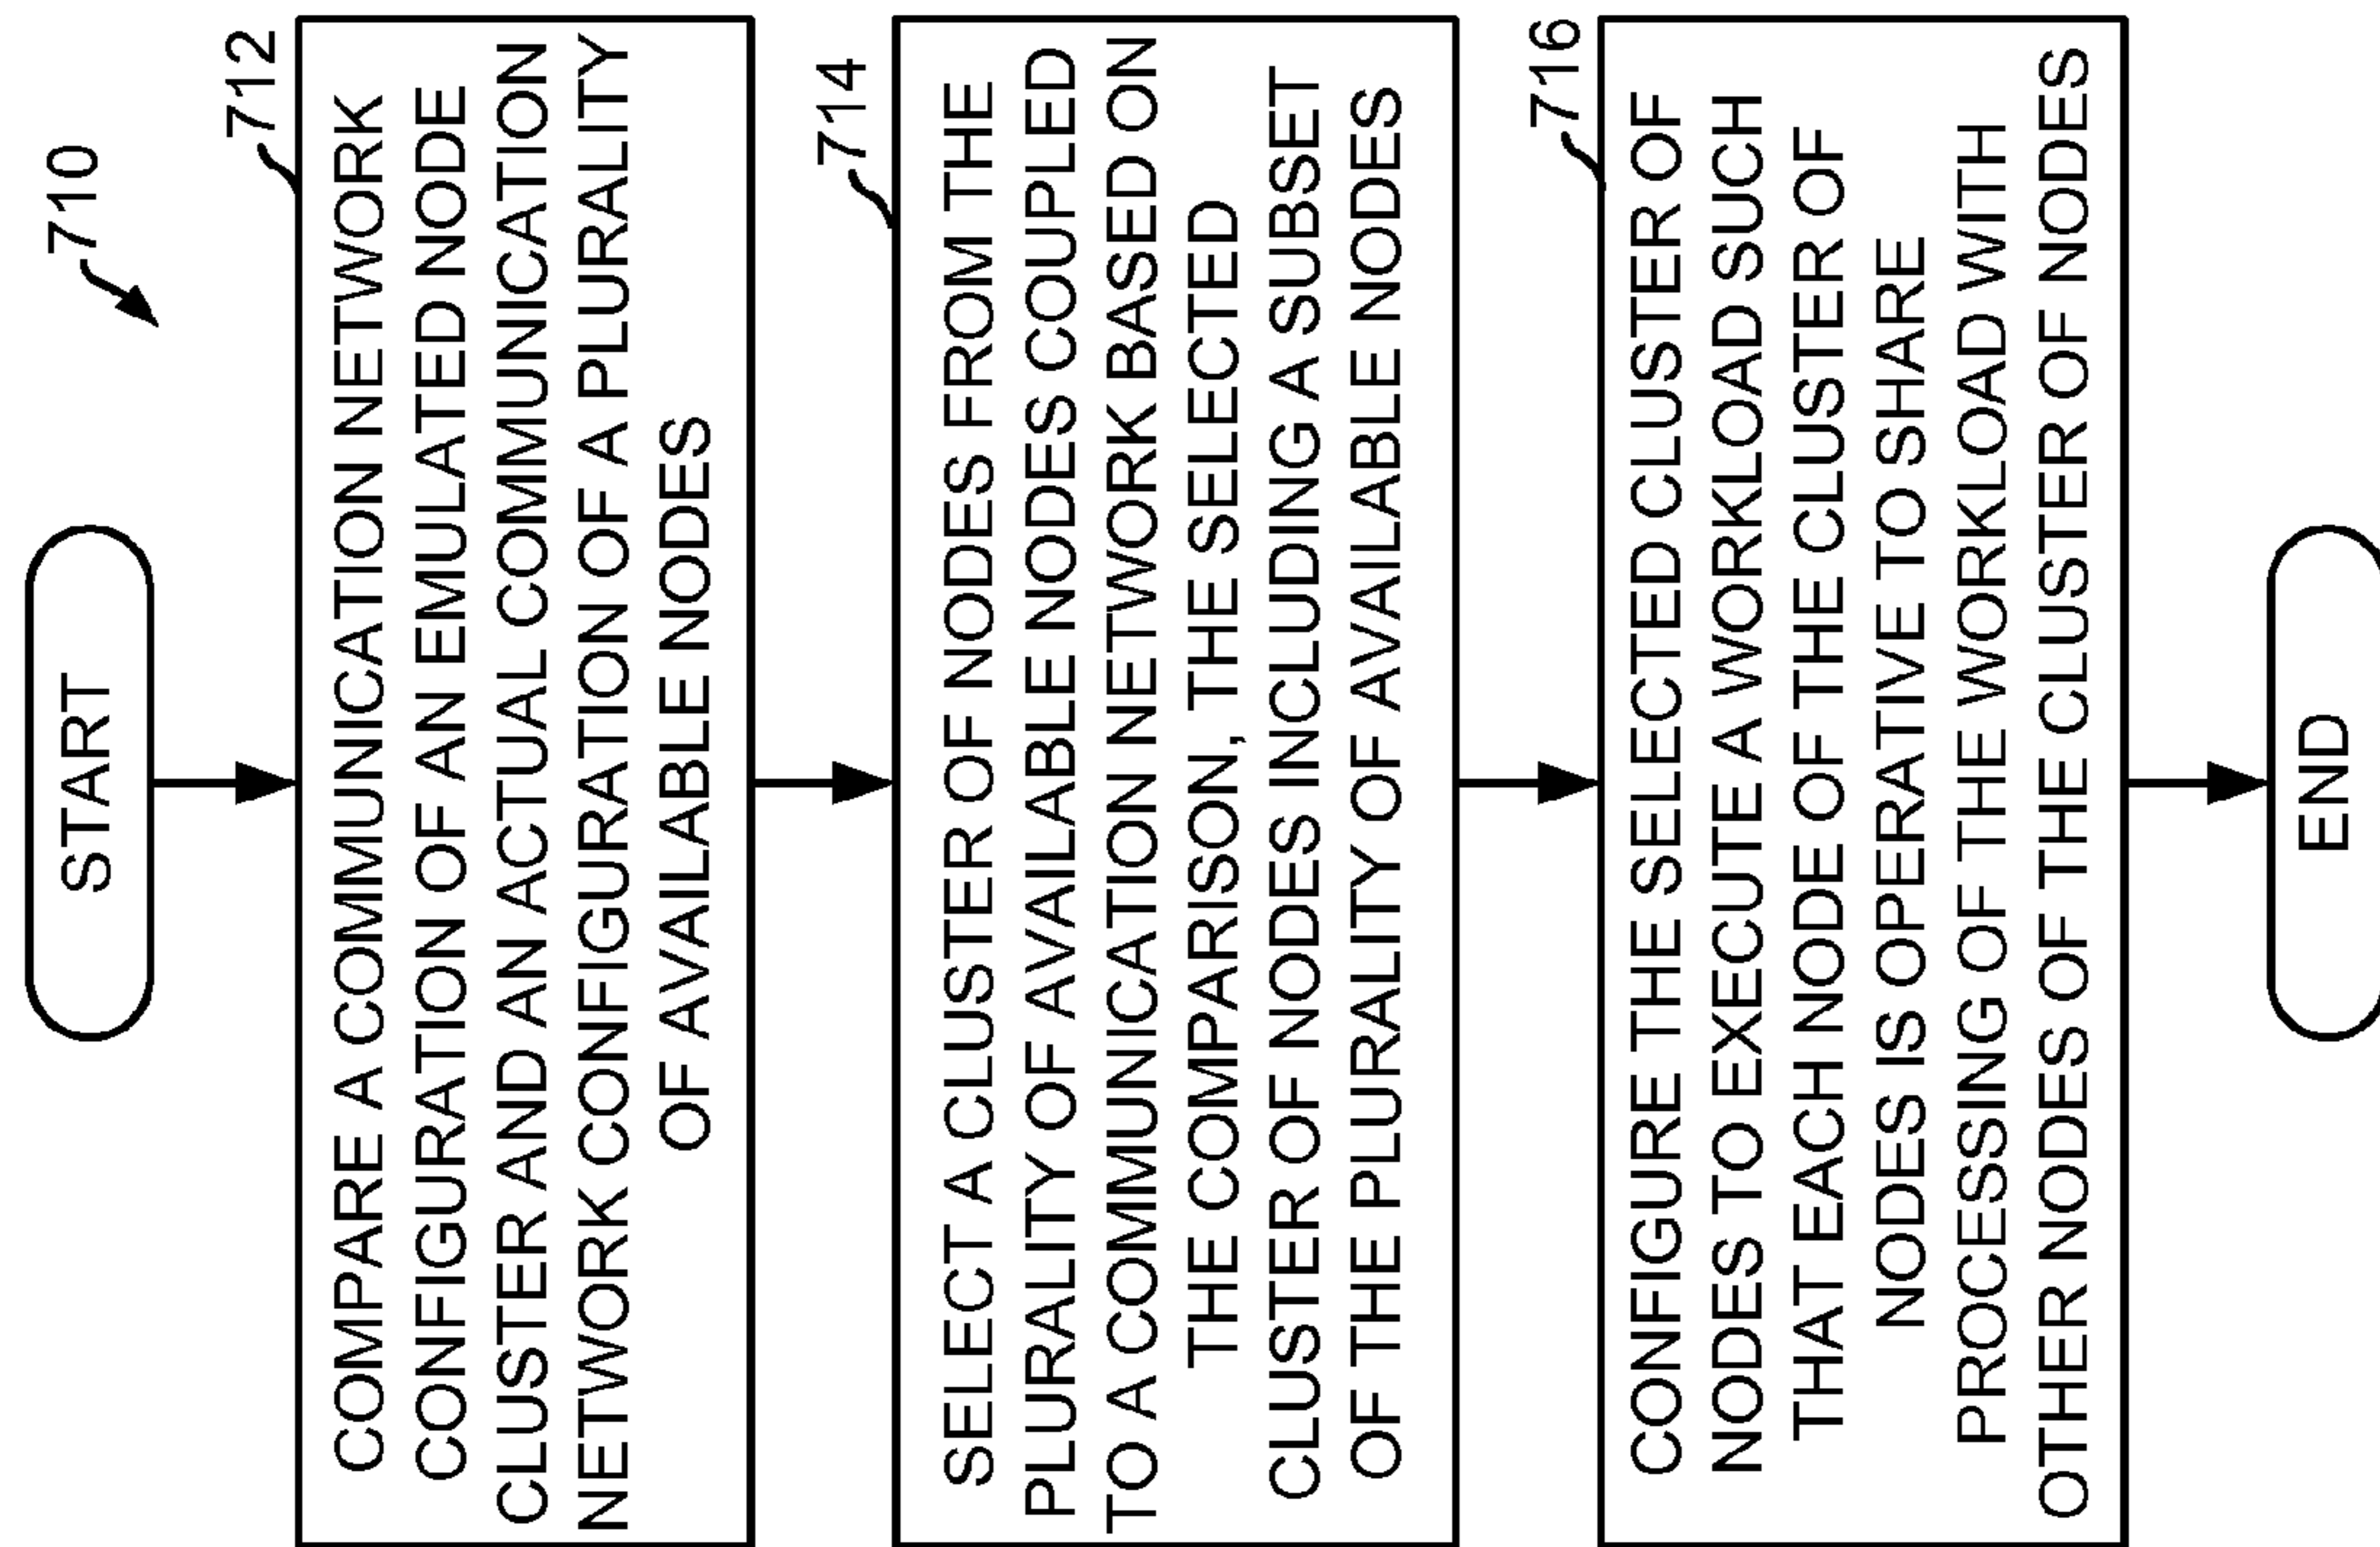 710
START
712
COMPARE A COMMUNICATION NETWORK
CONFIGURATION OF AN EMULATED NODE
CLUSTER AND AN ACTUAL COMMUNICATION
NETWORK CONFIGURATION OF A PLURALITY
OF AVAILABLE NODES
714
SELECT A CLUSTER OF NODES FROM THE
PLURALITY OF AVAILABLE NODES COUPLED
TO A COMMUNICATION NETWORK BASED ON
THE COMPARISON, THE SELECTED
CLUSTER OF NODES INCLUDING A SUBSET
OF THE PLURALITY OF AVAILABLE NODES
716
CONFIGURE THE SELECTED CLUSTER OF
NODES TO EXECUTE A WORKLOAD SUCH
THAT EACH NODE OF THE CLUSTER OF
NODES IS OPERATIVE TO SHARE
PROCESSING OF THE WORKLOAD WITH
OTHER NODES OF THE CLUSTER OF NODES
END